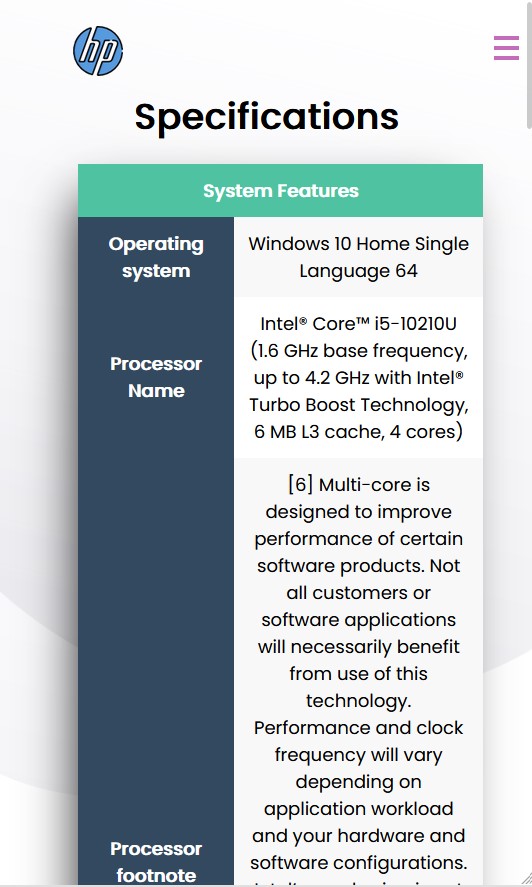 hp
Specifications
System Features
Operating
system
Windows 10 Home Single
Language 64
Processor
Name
Intel® Core™ i5-10210U
(1.6 GHz base frequency,
up to 4.2 GHz with Intel®
Turbo Boost Technology,
6 MB L3 cache, 4 cores)
Processor
footnote
[6] Multi-core is
designed to improve
performance of certain
software products. Not
all customers or
software applications
will necessarily benefit
from use of this
technology.
Performance and clock
frequency will vary
depending on
application workload
and your hardware and
software configurations.